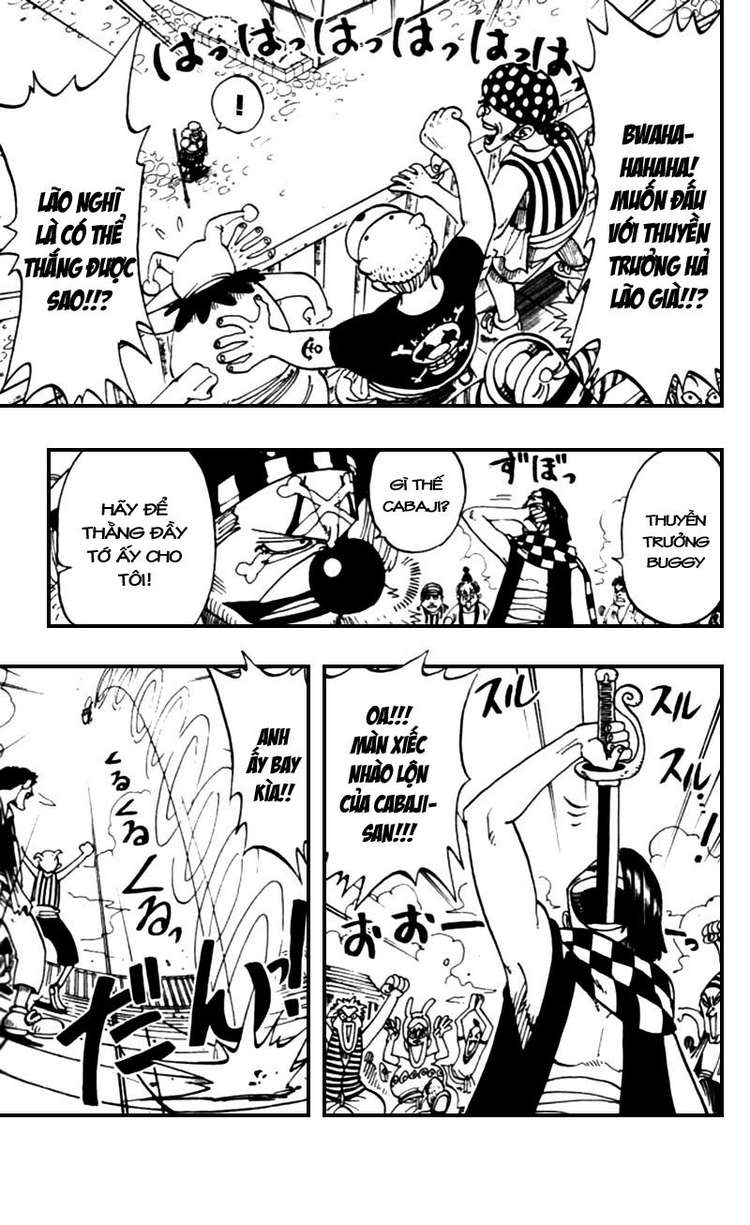 はっはっはっはっはっはっ
BWAHA-
HAHAHA!
MUỐN ĐẤU
VỚI THUYỀN
TRƯỞNG HẢ
LÃO GIÀ!!?
!
LÃO NGHĨ
LÀ CÓ THỂ
THẮNG ĐƯỢC
SAO!!?
THUYỀN
TRƯỞNG
BUGGY
ずぼっ
GÌ THẾ
CABAJI?
HÃY ĐỂ
THẰNG ĐẦY
TỚ ẤY CHO
TÔI!
スル
スル
スル!
OA!!!
MÀN XIẾC
NHÀO LỘN
CỦA CABAJI-
SAN!!!
おおー
ANH
ẤY BAY
KÌA!!
くるくるくるくるっ
だんっ!